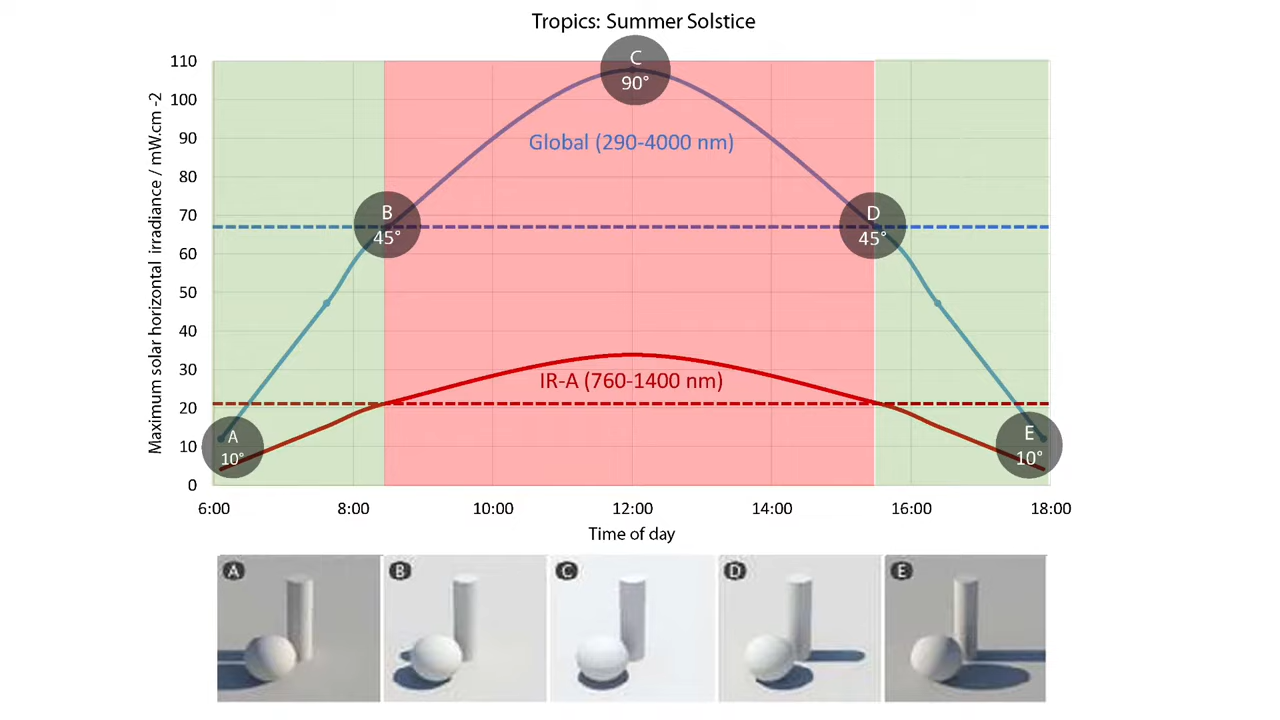 Tropics: Summer Solstice
Maximum solar horizontal irradiance / mW.cm -2
110
100
90
80
70
60
50
40
30
20
10
0
C
90°
Global (290-4000 nm)
B
45°
D
45°
IR-A (760-1400 nm)
A
10°
E
10°
6:00 8:00 10:00 12:00 14:00 16:00 18:00
Time of day
A B C D E